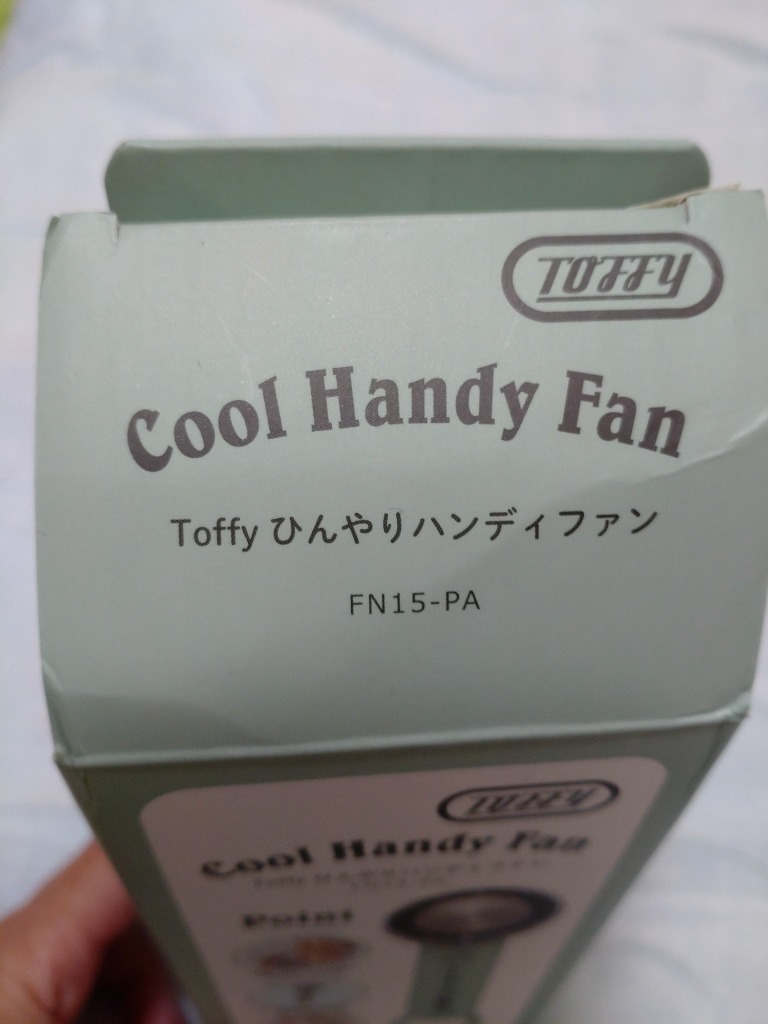 TOFFY
Cool Handy Fan
Toffy ひんやりハンディファン
FN15-PA
TOFFY
Cool Handy Fan
Point